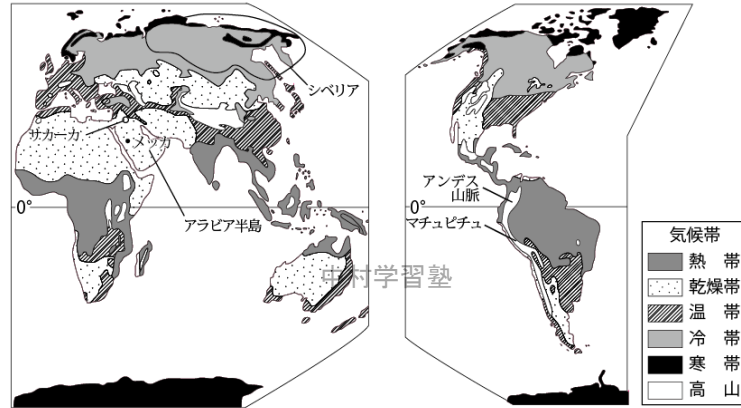 シベリア
サカーカ
メッカ
アラビア半島
0°
0°
アンデス
山脈
マチュピチュ
中村学習塾
気候帯
熱 帯
乾燥帯
温 帯
冷 帯
寒 帯
高 山